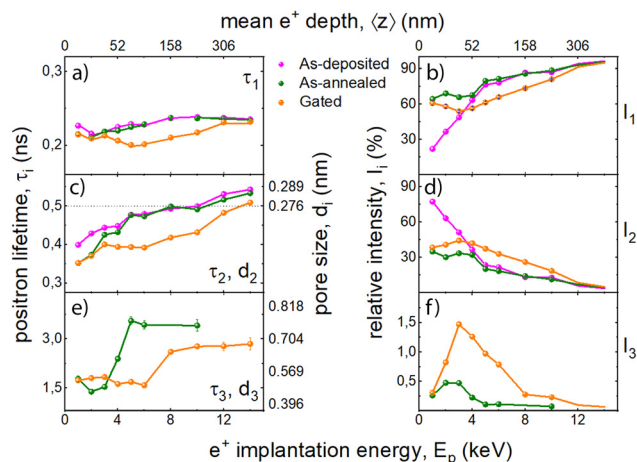 mean e⁺ depth, ⟨z⟩ (nm)
0 52 158 306
0 52 158 306
a)
τ₁
0.3
0.2
As-deposited
As-annealed
Gated
b)
90
60
30
I₁
c)
0.5
0.4
0.3
τ₂, d₂
0.289
0.276
d)
90
60
30
0
I₂
e)
3.0
1.5
τ₃, d₃
0.818
0.704
0.569
0.396
f)
1,5
1,0
0,5
I₃
positron lifetime, τᵢ (ns)
pore size, dᵢ (nm)
relative intensity, Iᵢ (%)
0 4 8 12
0 4 8 12
e⁺ implantation energy, Eₚ (keV)